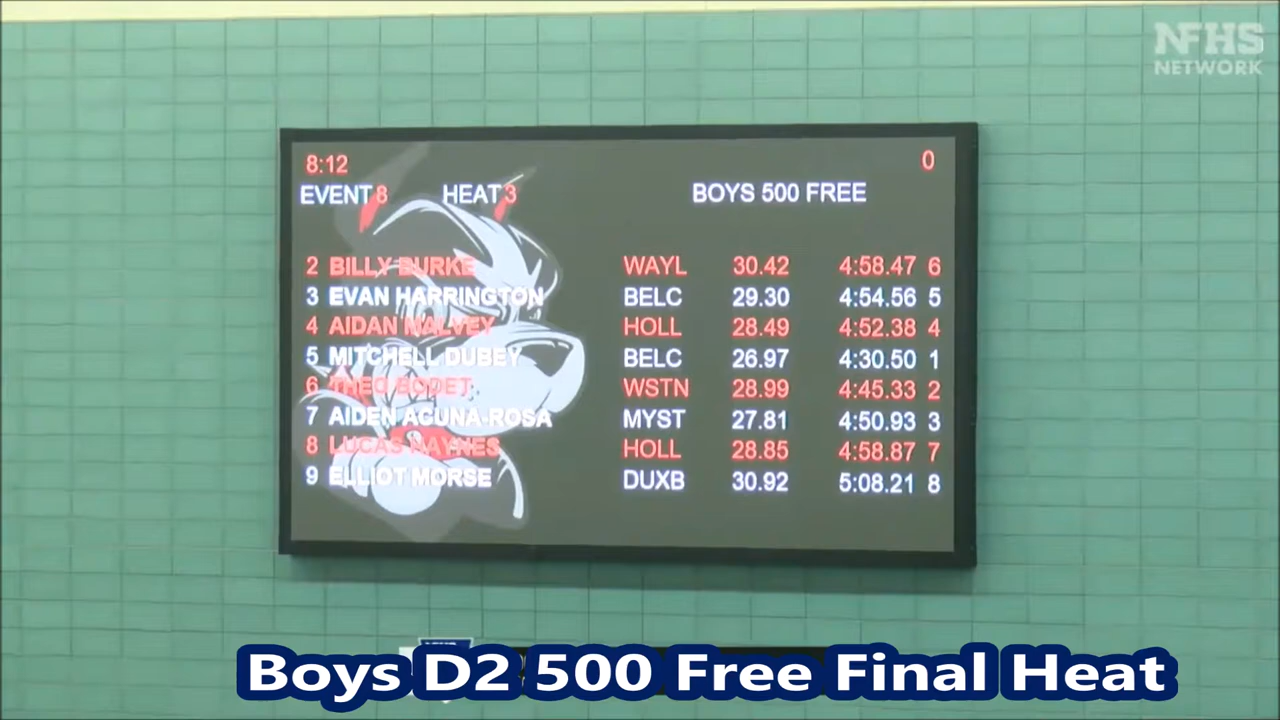 NFHS
NETWORK
8:12 0
EVENT 8 HEAT 3 BOYS 500 FREE
2 BILLY BURKE WAYL 30.42 4:58.47 6
3 EVAN HARRINGTON BELC 29.30 4:54.56 5
4 AIDAN MALVEY HOLL 28.49 4:52.38 4
5 MITCHELL DUBEY BELC 26.97 4:30.50 1
6 THEO BODET WSTN 28.99 4:45.33 2
7 AIDEN ACUNA-ROSA MYST 27.81 4:50.93 3
8 LUCAS HAYNES HOLL 28.85 4:58.87 7
9 ELLIOT MORSE DUXB 30.92 5:08.21 8
Boys D2 500 Free Final Heat